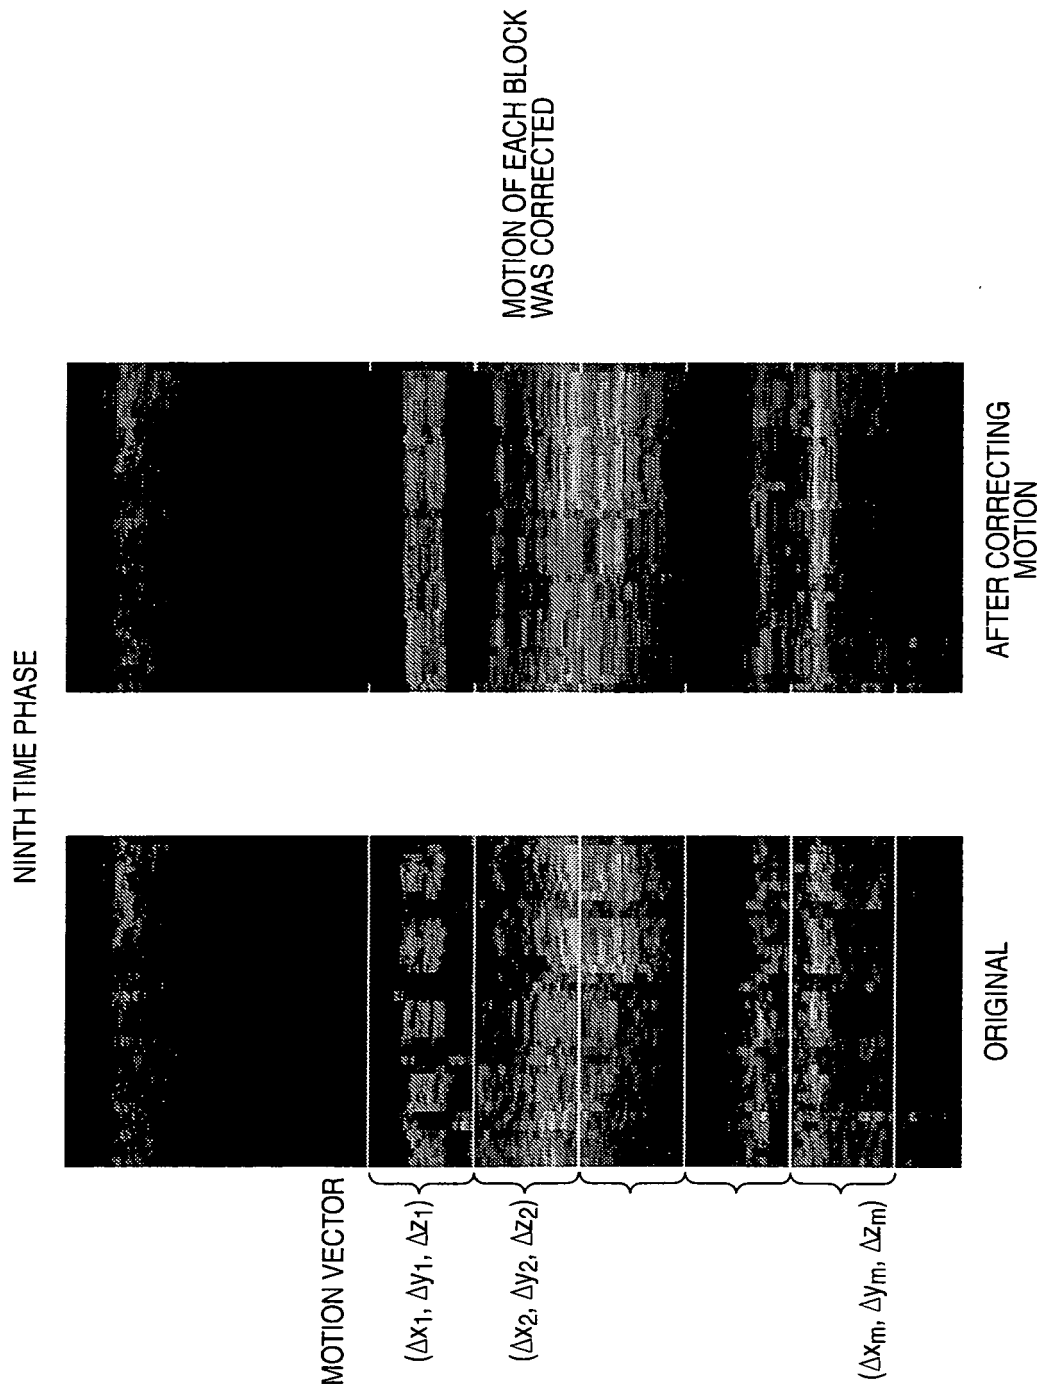 NINTH TIME PHASE
MOTION VECTOR
(Δx1, Δy1, Δz1)
(Δx2, Δy2, Δz2)
(Δxm, Δym, Δzm)
ORIGINAL
AFTER CORRECTING
MOTION
MOTION OF EACH BLOCK
WAS CORRECTED